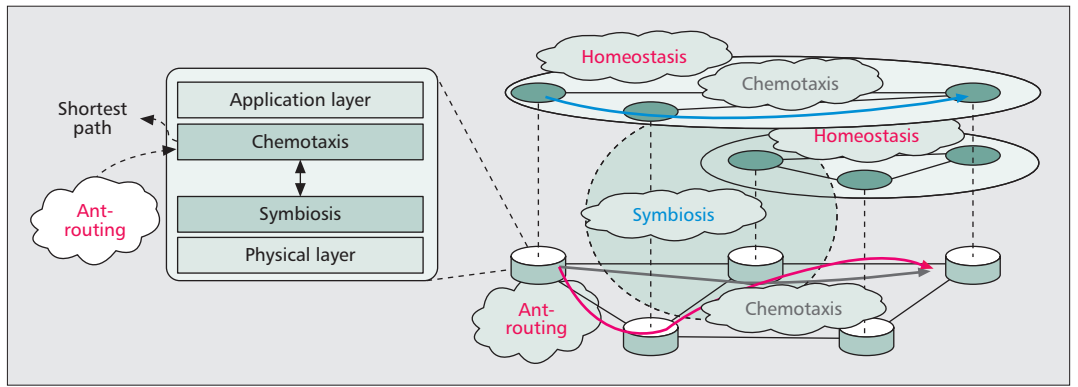 Shortest
path
Ant-
routing
Application layer
Chemotaxis
Symbiosis
Physical layer
Homeostasis
Chemotaxis
Homeostasis
Symbiosis
Ant-
routing
Chemotaxis